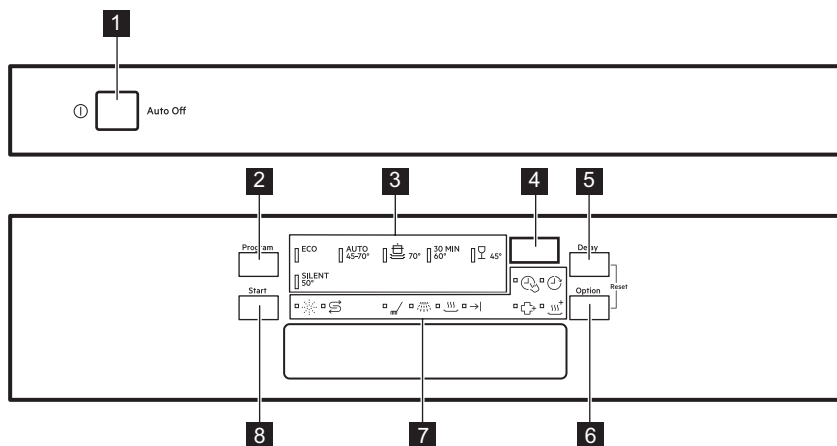 1
Auto Off
2
3
4
5
Program
ECO
AUTO
45-70°
70°
30 MIN
60°
45°
Delay
SILENT
50°
Start
Option
Reset
8
7
6